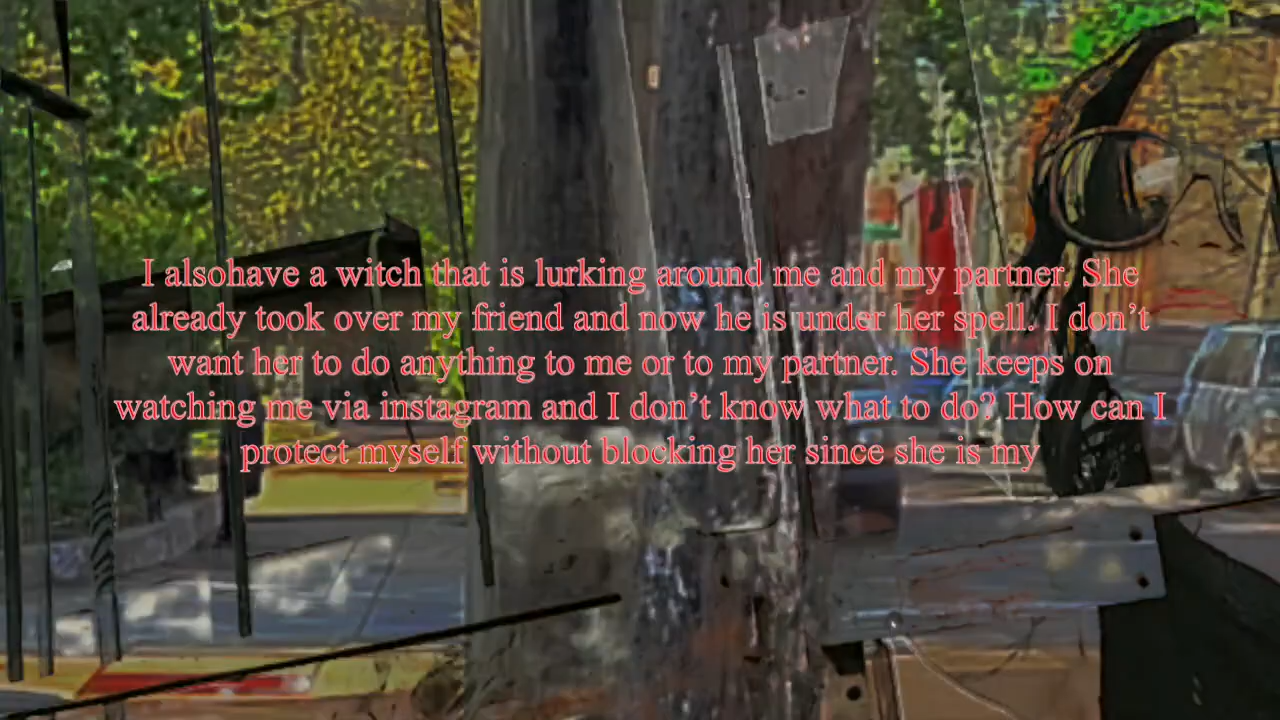 I alsohave a witch that is lurking around me and my partner. She
already took over my friend and now he is under her spell. I don’t
want her to do anything to me or to my partner. She keeps on
watching me via instagram and I don’t know what to do? How can I
protect myself without blocking her since she is my